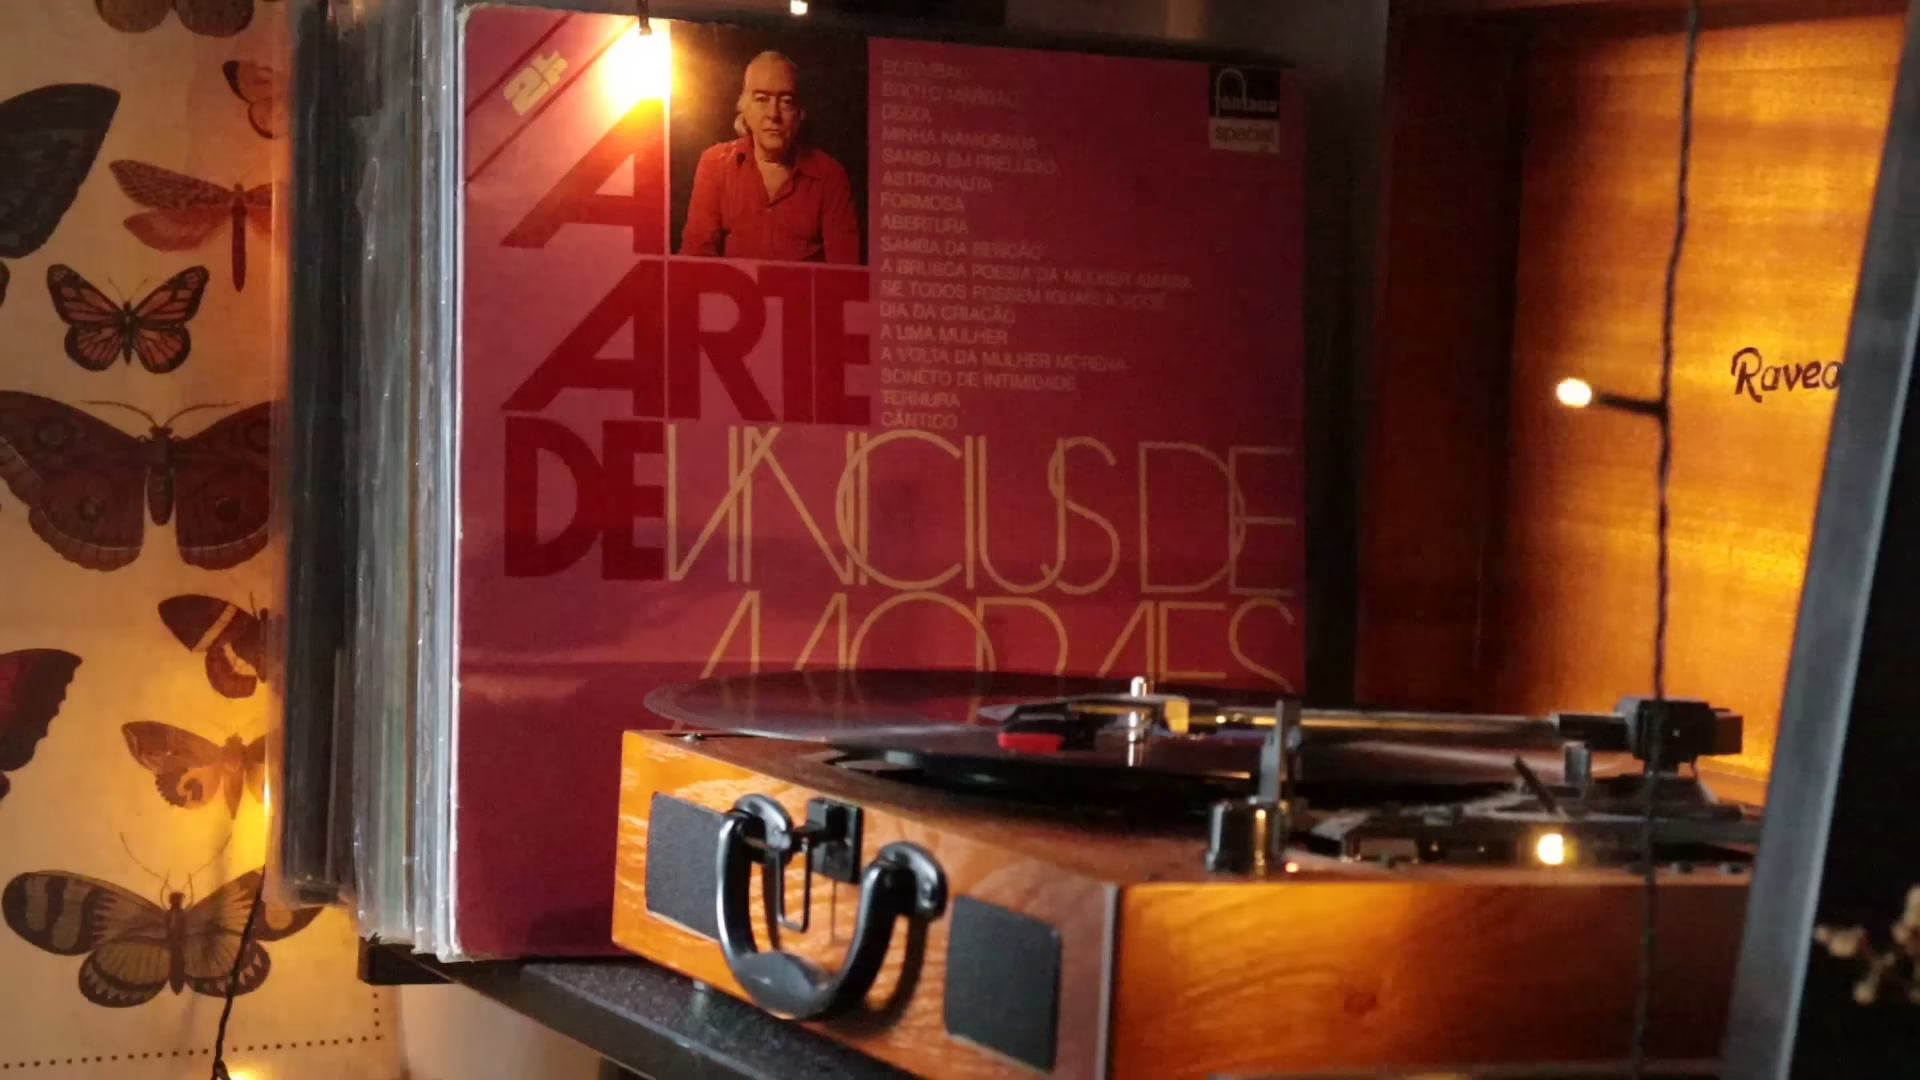 2LPs
A
ARTE
DE VINICIUS DE
MORAES
BERIMBAU
BROTO MARGAU
DEIXA
MINHA NAMORADA
SAMBA EM PRELÚDIO
ASTRONAUTA
FORMOSA
ABERTURA
SAMBA DA BENÇÃO
A BRUSCA POESIA DA MULHER AMADA
SE TODOS FOSSEM IGUAIS A VOCÊ
DIA DA CRIAÇÃO
A UMA MULHER
A VOLTA DA MULHER MORENA
SONETO DE INTIMIDADE
TERNURA
CÂNTICO
fontana
special
Raveo